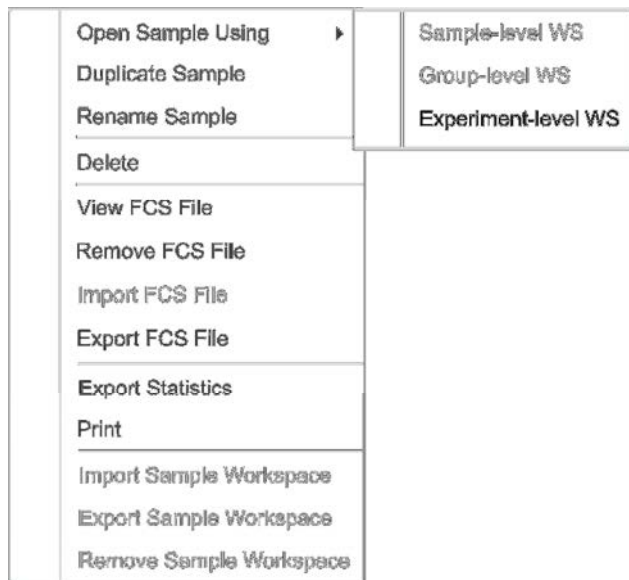 Open Sample Using
Duplicate Sample
Rename Sample
Delete
View FCS File
Remove FCS File
Import FCS File
Export FCS File
Export Statistics
Print
Import Sample Workspace
Export Sample Workspace
Remove Sample Workspace
Sample-level WS
Group-level WS
Experiment-level WS